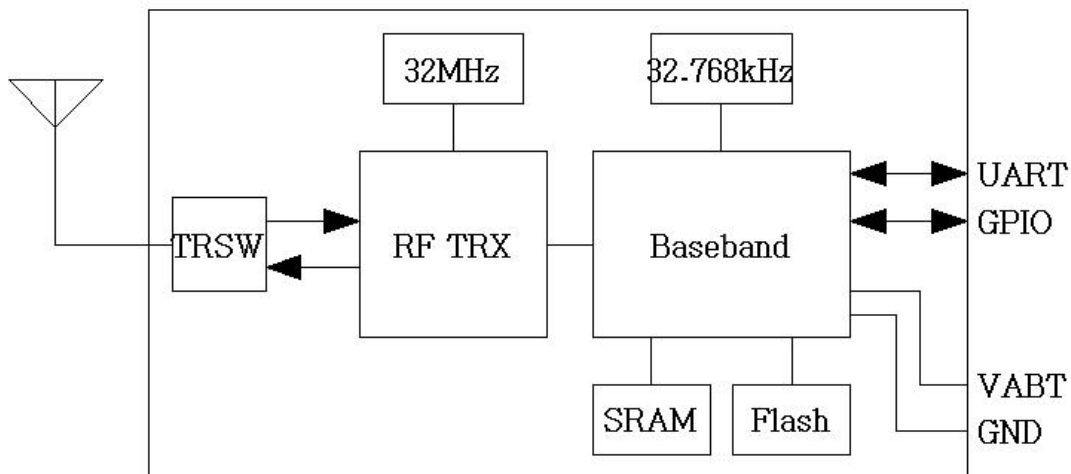 32MHz
32.768kHz
UART
GPIO
TRSW
RF TRX
Baseband
VABT
SRAM
Flash
GND